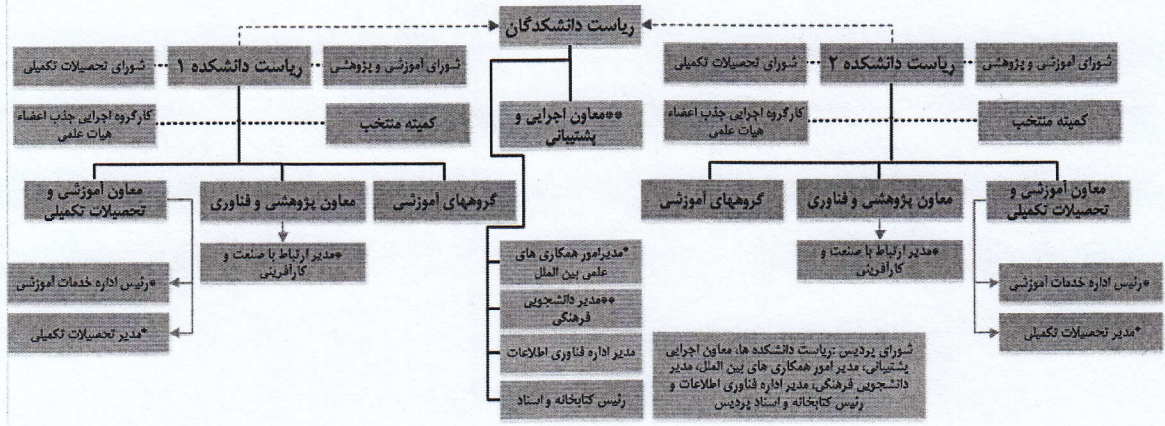 ریاست دانشکدگان
شورای آموزشی و پژوهشی
ریاست دانشکده ۲
شورای تحصیلات تکمیلی
کمیته منتخب
کارگروه اجرایی جذب اعضاء
هیات علمی
معاون آموزشی و
تحصیلات تکمیلی
معاون پژوهشی و فناوری
گروههای آموزشی
*مدیر ارتباط با صنعت و
کارآفرینی
*رئیس اداره خدمات آموزشی
*مدیر تحصیلات تکمیلی
**معاون اجرایی و
پشتیبانی
*مدیرامور همکاری های
علمی بین الملل
**مدیر دانشجویی
فرهنگی
مدیر اداره فناوری اطلاعات
رئیس کتابخانه و اسناد
شورای آموزشی و پژوهشی
ریاست دانشکده ۱
شورای تحصیلات تکمیلی
کمیته منتخب
کارگروه اجرایی جذب اعضاء
هیات علمی
گروههای آموزشی
معاون پژوهشی و فناوری
معاون آموزشی و
تحصیلات تکمیلی
*مدیر ارتباط با صنعت و
کارآفرینی
*رئیس اداره خدمات آموزشی
*مدیر تحصیلات تکمیلی
شورای پردیس :ریاست دانشکده ها، معاون اجرایی
پشتیبانی، مدیر امور همکاری های بین الملل، مدیر
دانشجویی فرهنگی، مدیر اداره فناوری اطلاعات و
رئیس کتابخانه و اسناد پردیس